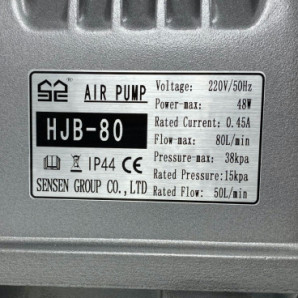 AIR PUMP
HJB-80
IP44 CE
SENSEN GROUP CO.,LTD
Voltage: 220V/50Hz
Power-max: 48W
Rated Current: 0.45A
Flow-max: 80L/min
Pressure-max: 38kpa
Rated Pressure:15kpa
Rated Flow: 50L/min